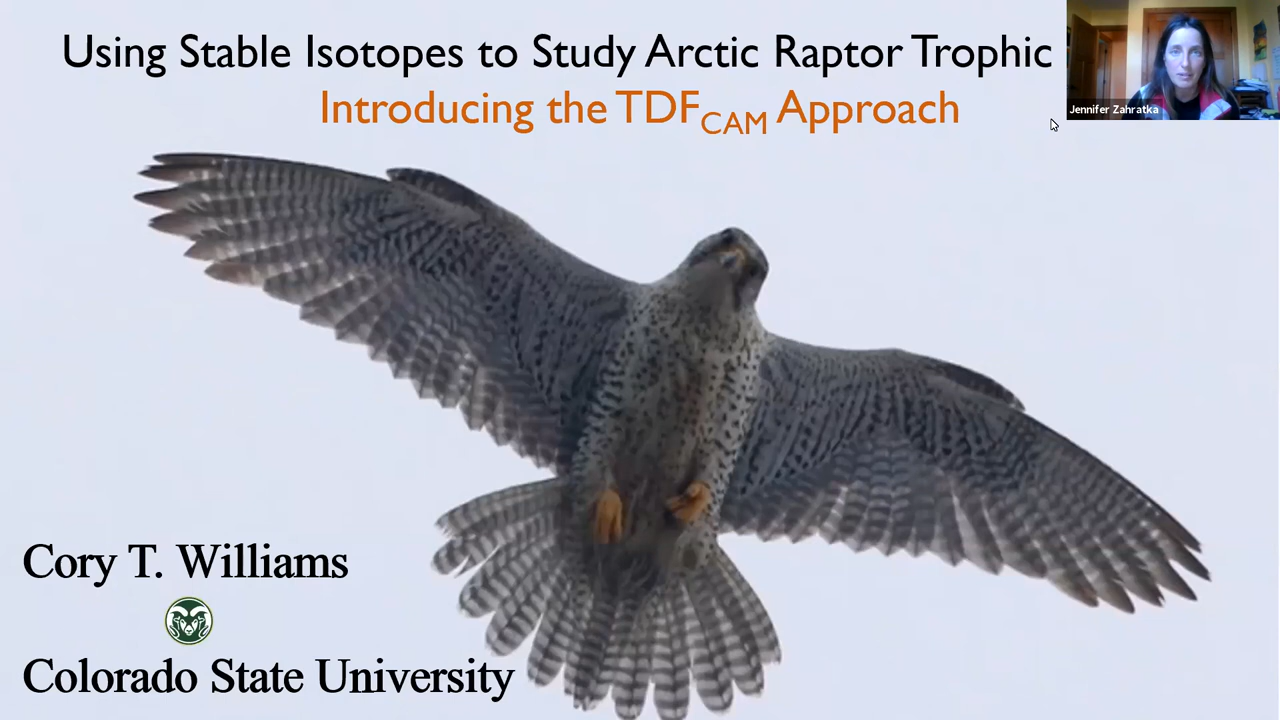 Using Stable Isotopes to Study Arctic Raptor Trophic
Introducing the TDFCAM Approach
Jennifer Zahratka
Cory T. Williams
Colorado State University